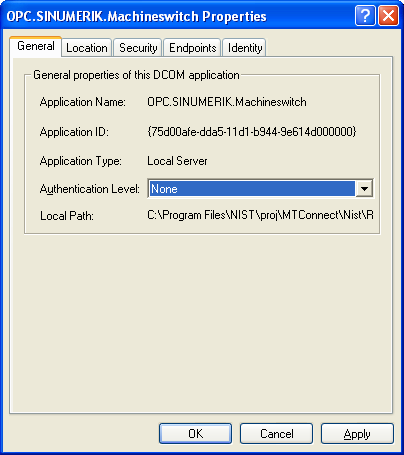 OPC.SINUMERIK.Machineswitch Properties
General Location Security Endpoints Identity
General properties of this DCOM application
Application Name: OPC.SINUMERIK.Machineswitch
Application ID: {75d00afe-dda5-11d1-b944-9e614d000000}
Application Type: Local Server
Authentication Level: None
Local Path: C:\Program Files\NIST\proj\MTConnect\Nist\R
OK Cancel Apply